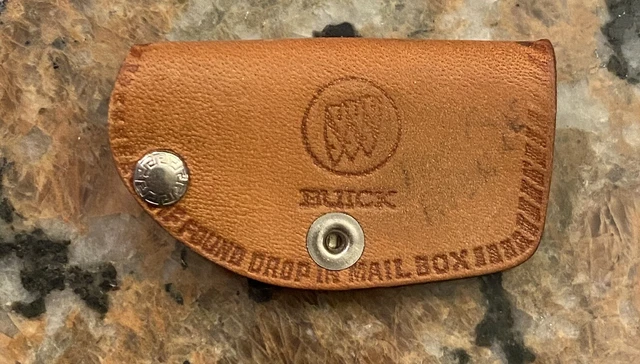 BUICK
IF FOUND DROP IN MAIL BOX